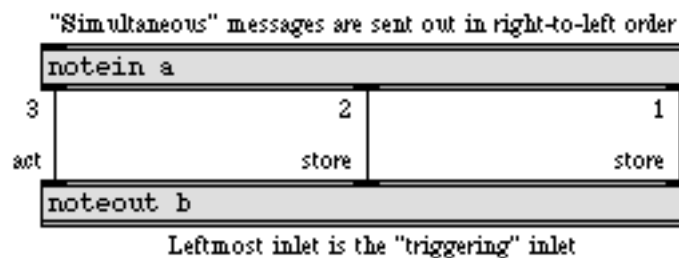 "Simultaneous" messages are sent out in right-to-left order
notein a
3 2 1
act store store
noteout b
Leftmost inlet is the "triggering" inlet